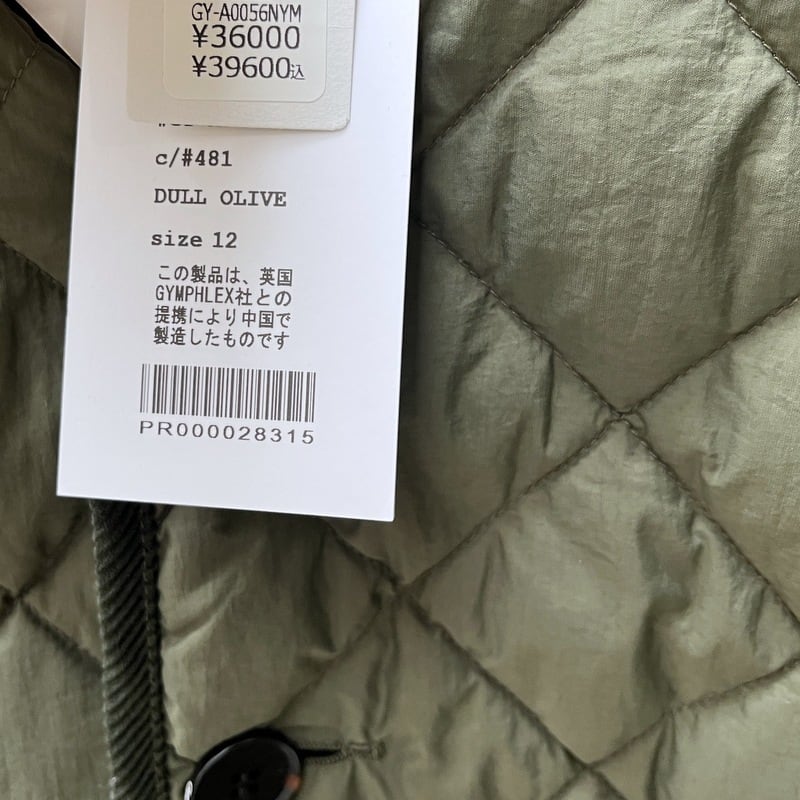 GY-A0056NYM
¥36000
¥39600込
c/#481
DULL OLIVE
size 12
この製品は、英国
GYMPHLEX社との
提携により中国で
製造したものです
PR000028315